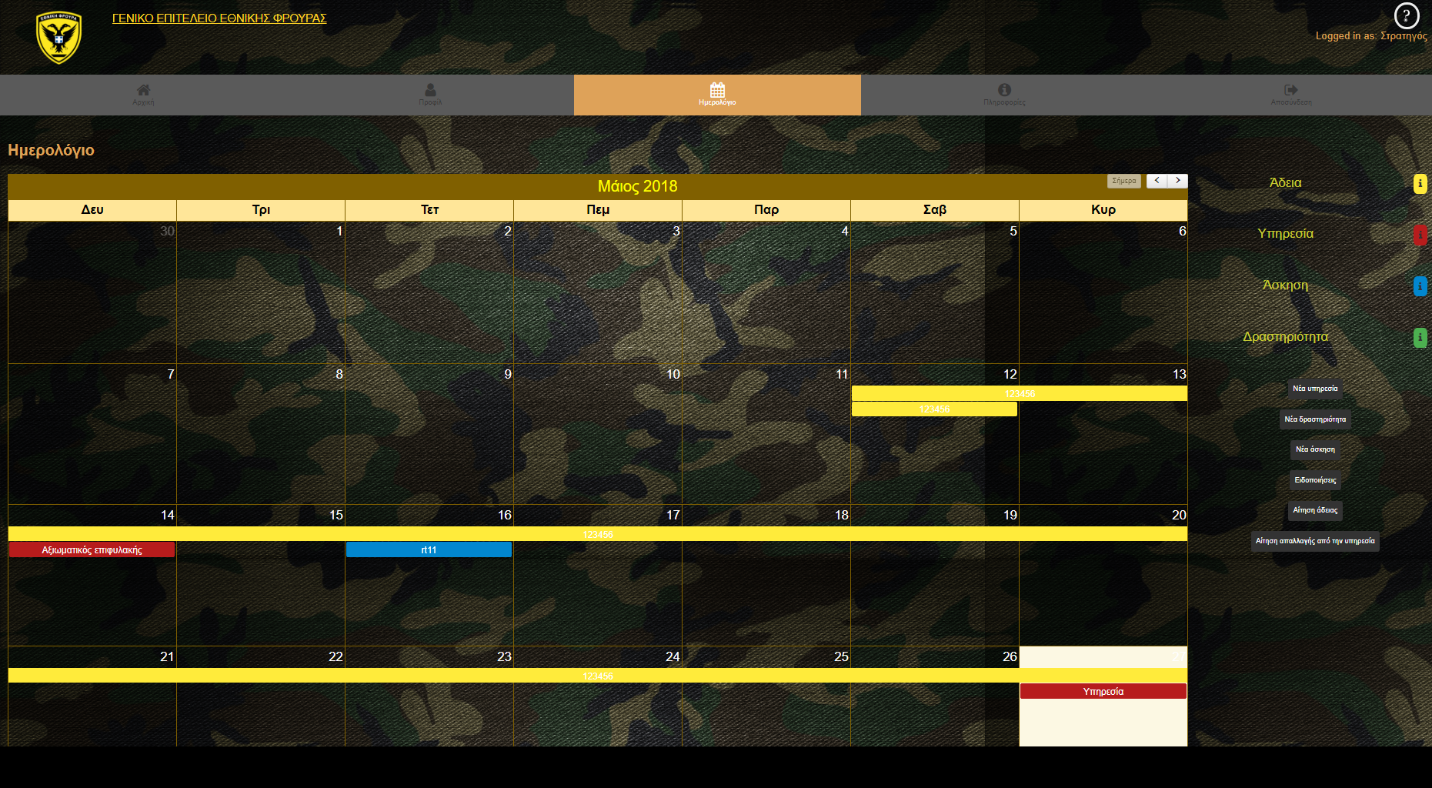 ΓΕΝΙΚΟ ΕΠΙΤΕΛΕΙΟ ΕΘΝΙΚΗΣ ΦΡΟΥΡΑΣ
?
Logged in as: Στρατηγός
Αρχική Προφίλ Ημερολόγιο Πληροφορίες Αποσύνδεση
Ημερολόγιο
Μάιος 2018 Σήμερα < >
Δευ Τρι Τετ Πεμ Παρ Σαβ Κυρ
30 1 2 3 4 5 6
7 8 9 10 11 12 13
123456
123456
14 15 16 17 18 19 20
123456
Αξιωματικός επιφυλακής rt11
21 22 23 24 25 26
123456
Υπηρεσία
Άδεια i
Υπηρεσία i
Άσκηση i
Δραστηριότητα i
Νέα υπηρεσία
Νέα δραστηριότητα
Νέα άσκηση
Ειδοποιήσεις
Αίτηση άδειας
Αίτηση απαλλαγής από την υπηρεσία